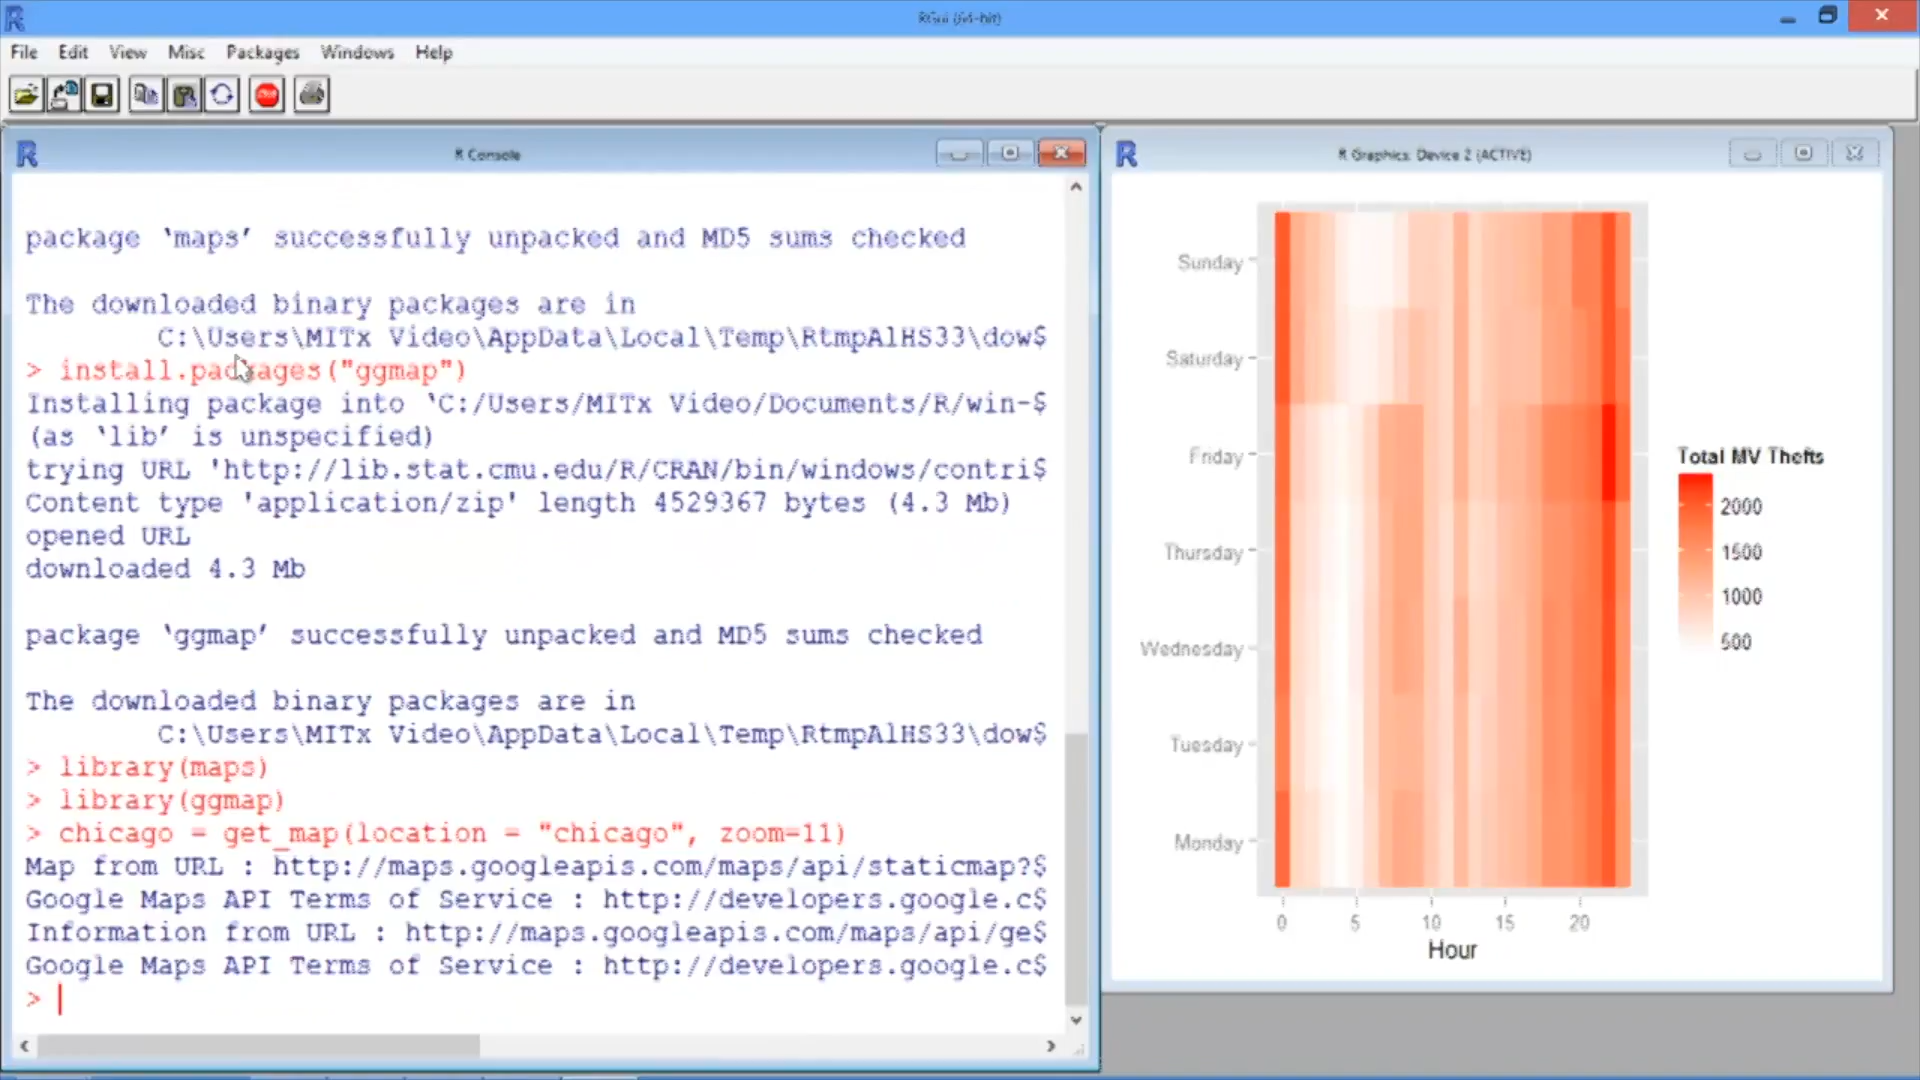 RGui (64-bit)
File Edit View Misc Packages Windows Help
STOP
R Console
package ‘maps’ successfully unpacked and MD5 sums checked
The downloaded binary packages are in
C:\Users\MITx Video\AppData\Local\Temp\RtmpAlHS33\dow$
> install.packages("ggmap")
Installing package into ‘C:/Users/MITx Video/Documents/R/win-$
(as ‘lib’ is unspecified)
trying URL 'http://lib.stat.cmu.edu/R/CRAN/bin/windows/contri$
Content type 'application/zip' length 4529367 bytes (4.3 Mb)
opened URL
downloaded 4.3 Mb
package ‘ggmap’ successfully unpacked and MD5 sums checked
The downloaded binary packages are in
C:\Users\MITx Video\AppData\Local\Temp\RtmpAlHS33\dow$
> library(maps)
> library(ggmap)
> chicago = get_map(location = "chicago", zoom=11)
Map from URL : http://maps.googleapis.com/maps/api/staticmap?$
Google Maps API Terms of Service : http://developers.google.c$
Information from URL : http://maps.googleapis.com/maps/api/ge$
Google Maps API Terms of Service : http://developers.google.c$
>
R Graphics: Device 2 (ACTIVE)
Sunday
Saturday
Friday
Thursday
Wednesday
Tuesday
Monday
0 5 10 15 20
Hour
Total MV Thefts
2000
1500
1000
500